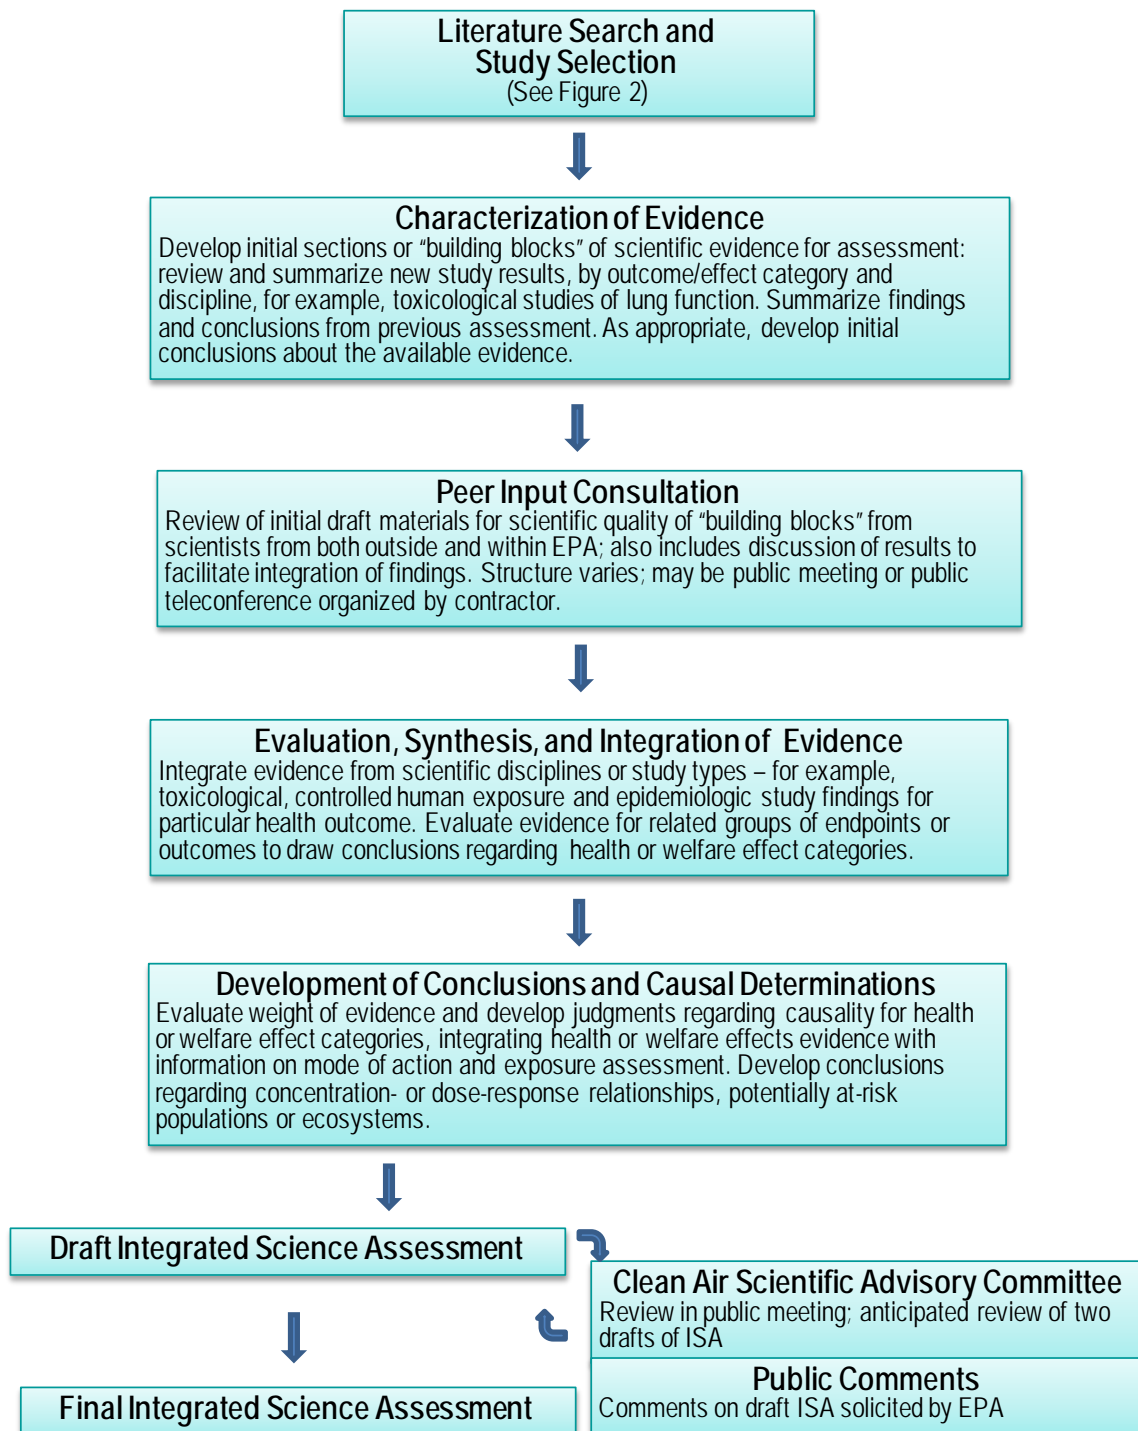 Literature Search and
Study Selection
(See Figure 2)
Characterization of Evidence
Develop initial sections or “building blocks” of scientific evidence for assessment:
review and summarize new study results, by outcome/effect category and
discipline, for example, toxicological studies of lung function. Summarize findings
and conclusions from previous assessment. As appropriate, develop initial
conclusions about the available evidence.
Peer Input Consultation
Review of initial draft materials for scientific quality of “building blocks” from
scientists from both outside and within EPA; also includes discussion of results to
facilitate integration of findings. Structure varies; may be public meeting or public
teleconference organized by contractor.
Evaluation, Synthesis, and Integration of Evidence
Integrate evidence from scientific disciplines or study types – for example,
toxicological, controlled human exposure and epidemiologic study findings for
particular health outcome. Evaluate evidence for related groups of endpoints or
outcomes to draw conclusions regarding health or welfare effect categories.
Development of Conclusions and Causal Determinations
Evaluate weight of evidence and develop judgments regarding causality for health
or welfare effect categories, integrating health or welfare effects evidence with
information on mode of action and exposure assessment. Develop conclusions
regarding concentration- or dose-response relationships, potentially at-risk
populations or ecosystems.
Draft Integrated Science Assessment
Clean Air Scientific Advisory Committee
Review in public meeting; anticipated review of two
drafts of ISA
Public Comments
Comments on draft ISA solicited by EPA
Final Integrated Science Assessment